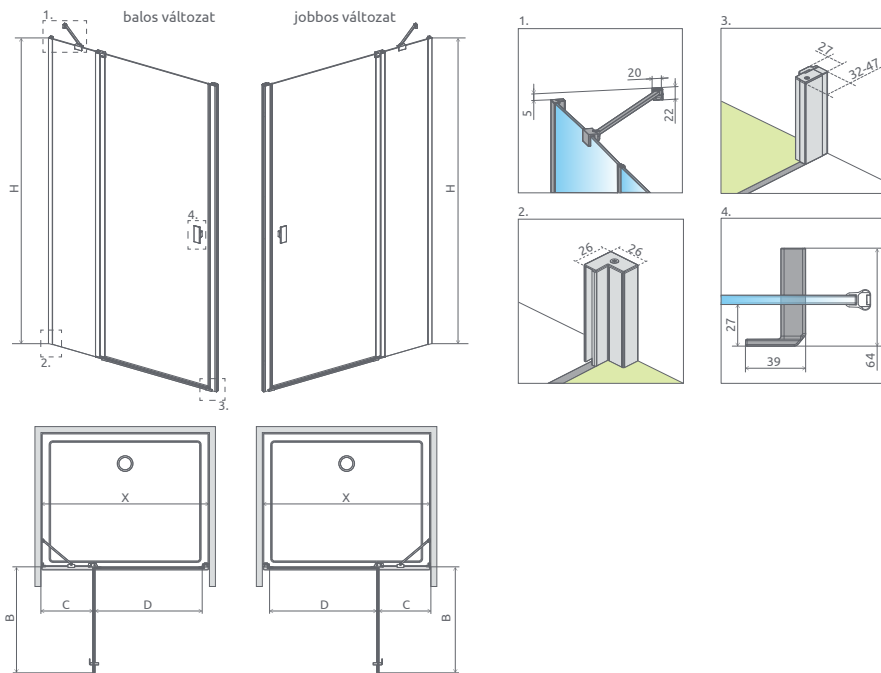 1.
balos változat
jobbos változat
H
H
4.
2.
3.
1.
20
5
22
3.
27
32-47
2.
26
26
4.
27
39
64
X
C
D
B
X
D
C
B